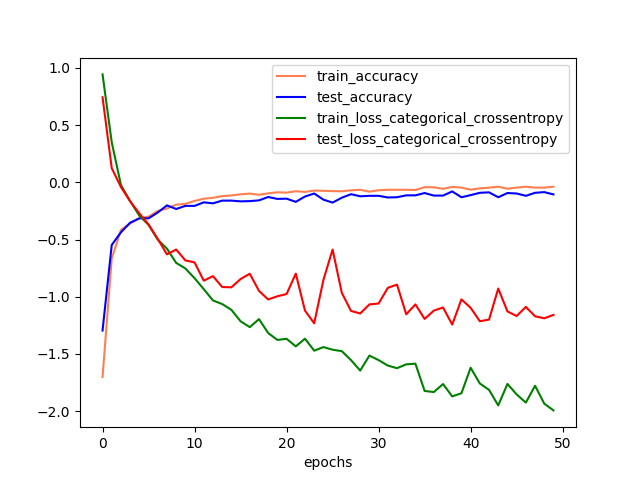 train_accuracy
test_accuracy
train_loss_categorical_crossentropy
test_loss_categorical_crossentropy
1.0
0.5
0.0
−0.5
−1.0
−1.5
−2.0
0 10 20 30 40 50
epochs